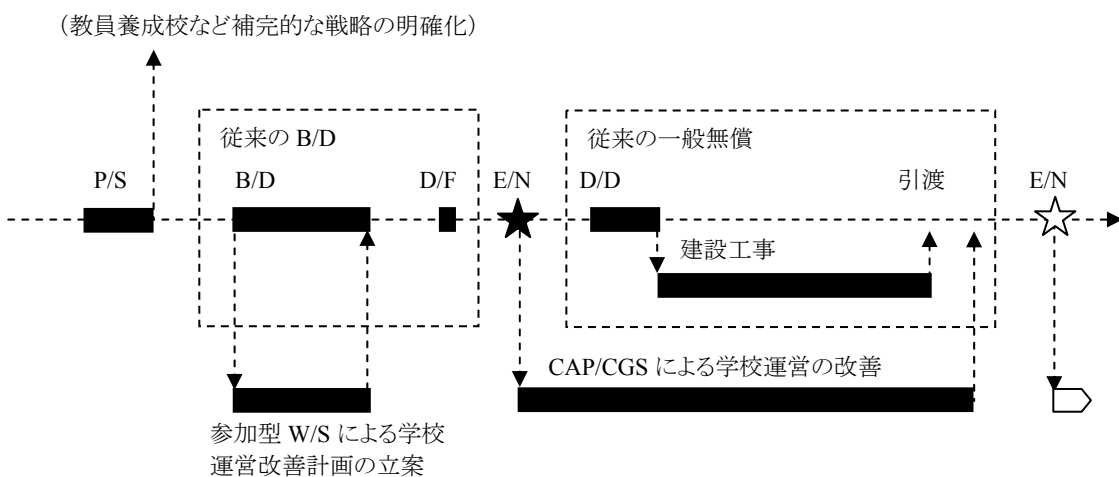 （教員養成校など補完的な戦略の明確化）
従来の B/D
従来の一般無償
P/S
B/D
D/F
E/N
D/D
引渡
E/N
建設工事
CAP/CGS による学校運営の改善
参加型 W/S による学校
運営改善計画の立案